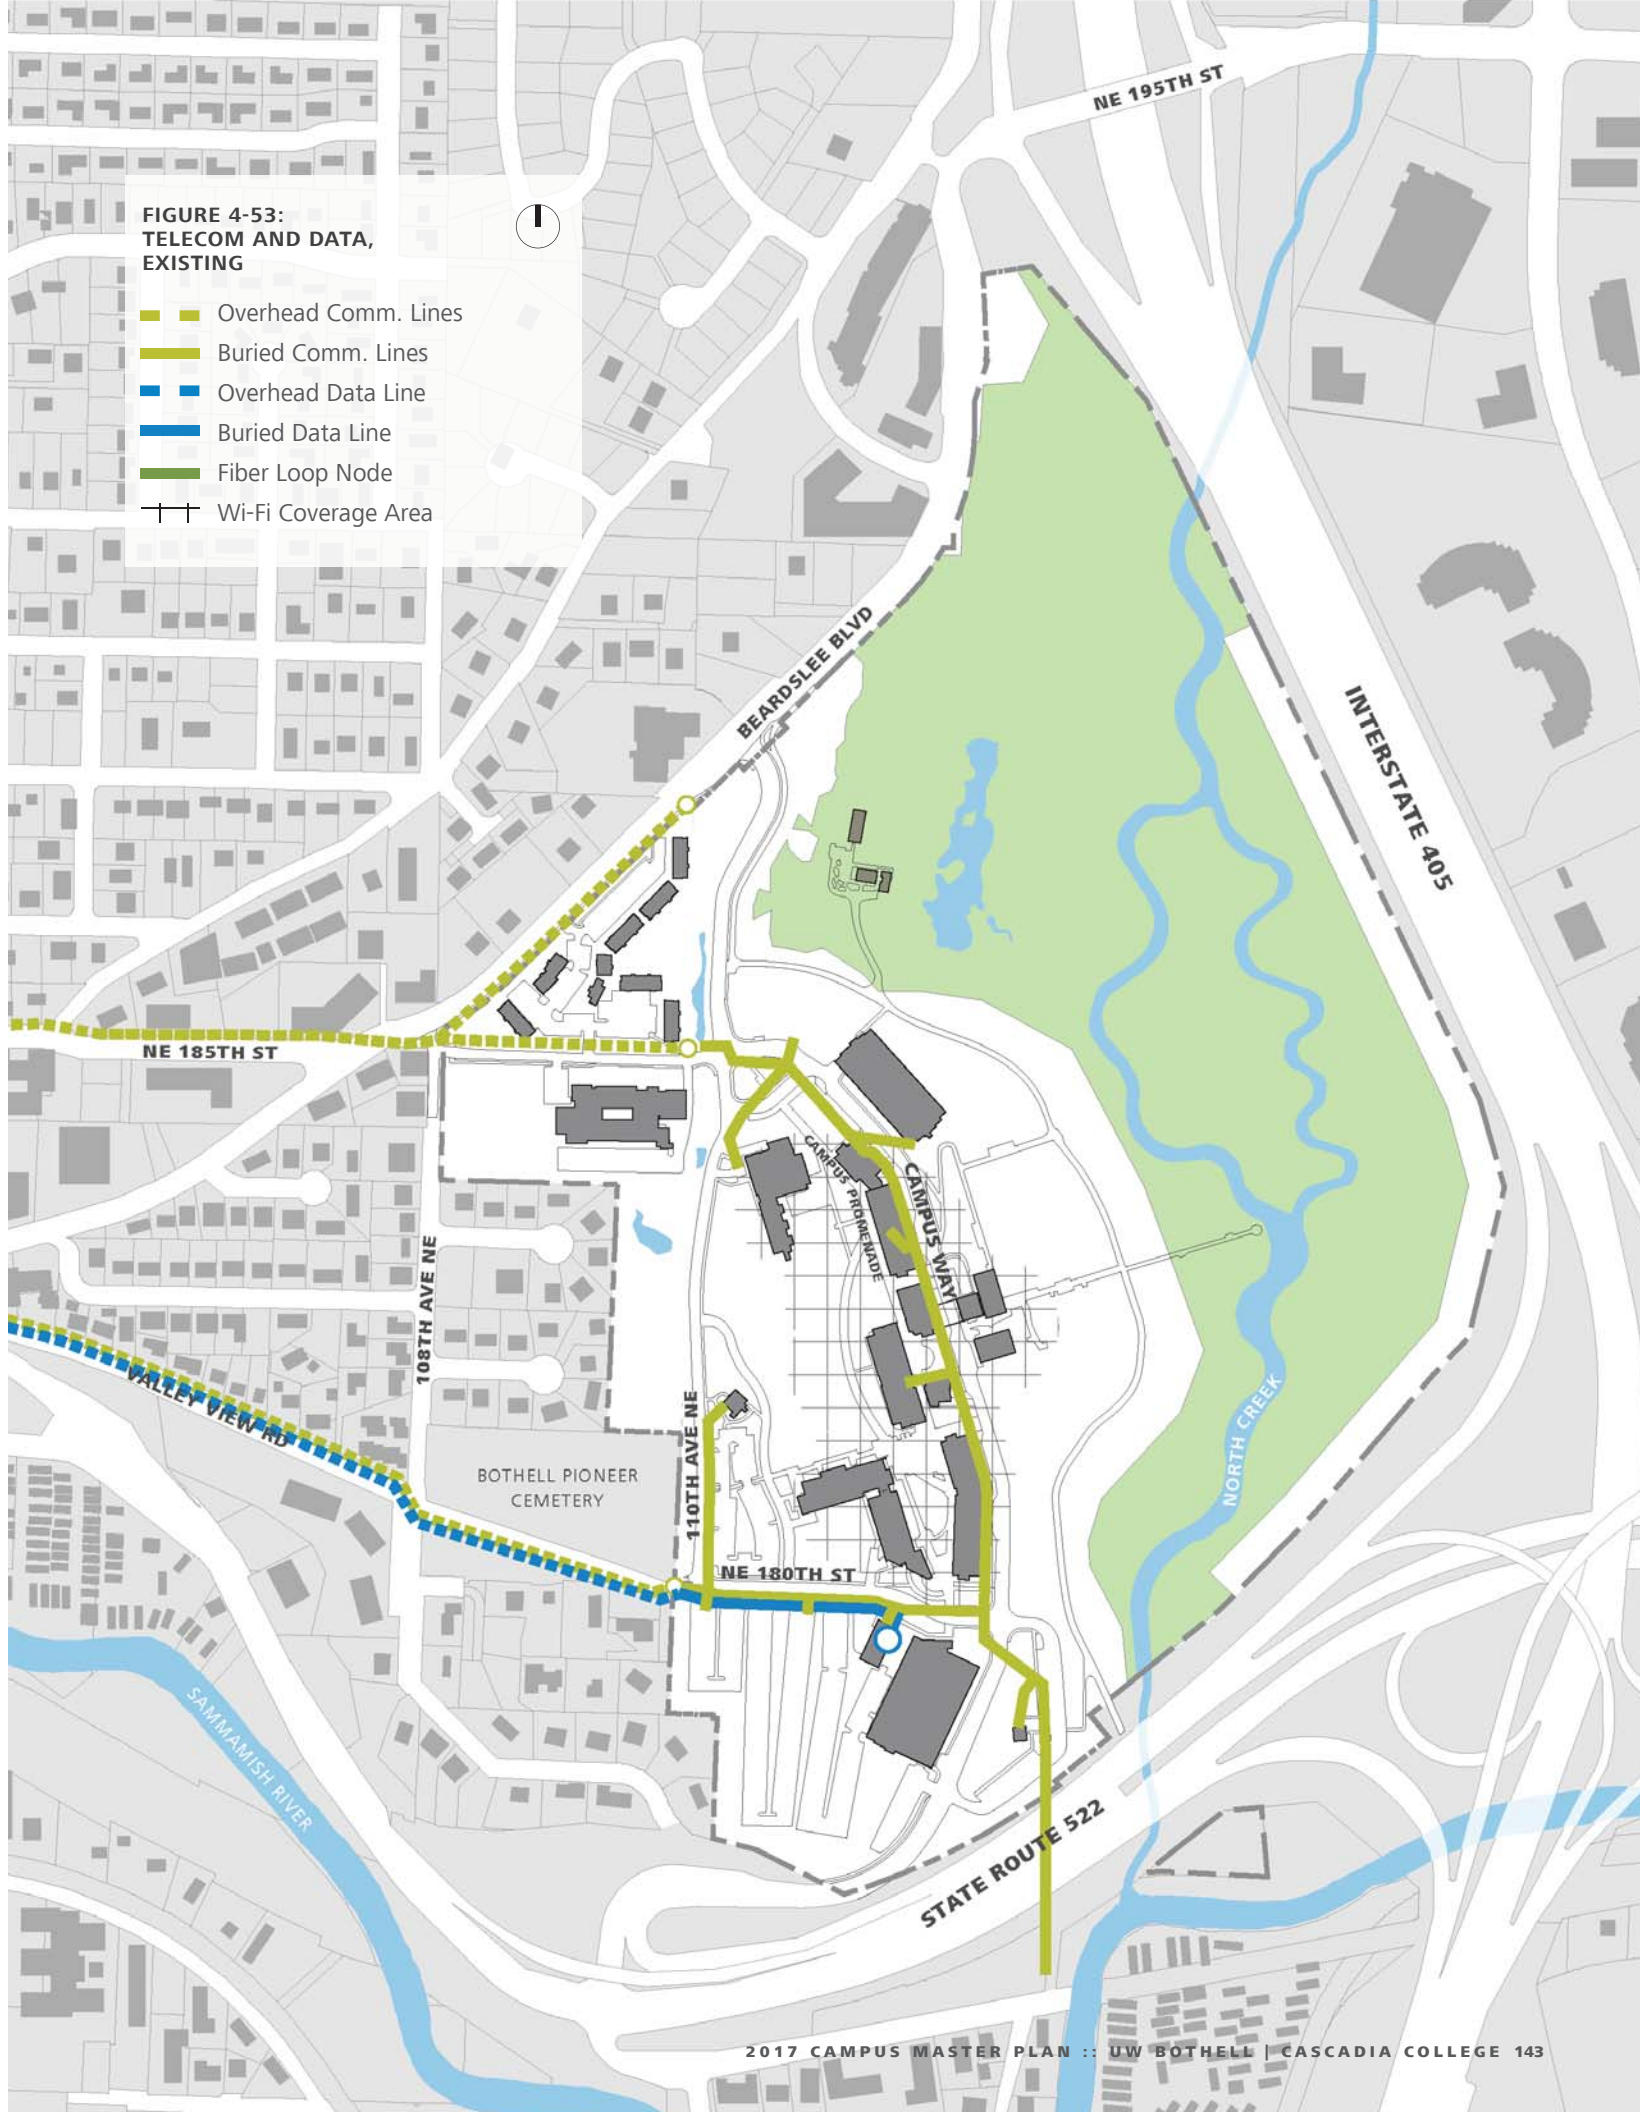 NE 195TH ST
FIGURE 4-53:
TELECOM AND DATA,
EXISTING
Overhead Comm. Lines
Buried Comm. Lines
Overhead Data Line
Buried Data Line
Fiber Loop Node
Wi-Fi Coverage Area
BEARDSLEE BLVD
INTERSTATE 405
NE 185TH ST
CAMPUS PROMENADE
CAMPUS WAY
108TH AVE NE
VALLEY VIEW RD
110TH AVE NE
NORTH CREEK
BOTHELL PIONEER
CEMETERY
NE 180TH ST
SAMMAMISH RIVER
STATE ROUTE 522
2017 CAMPUS MASTER PLAN :: UW BOTHELL | CASCADIA COLLEGE 143